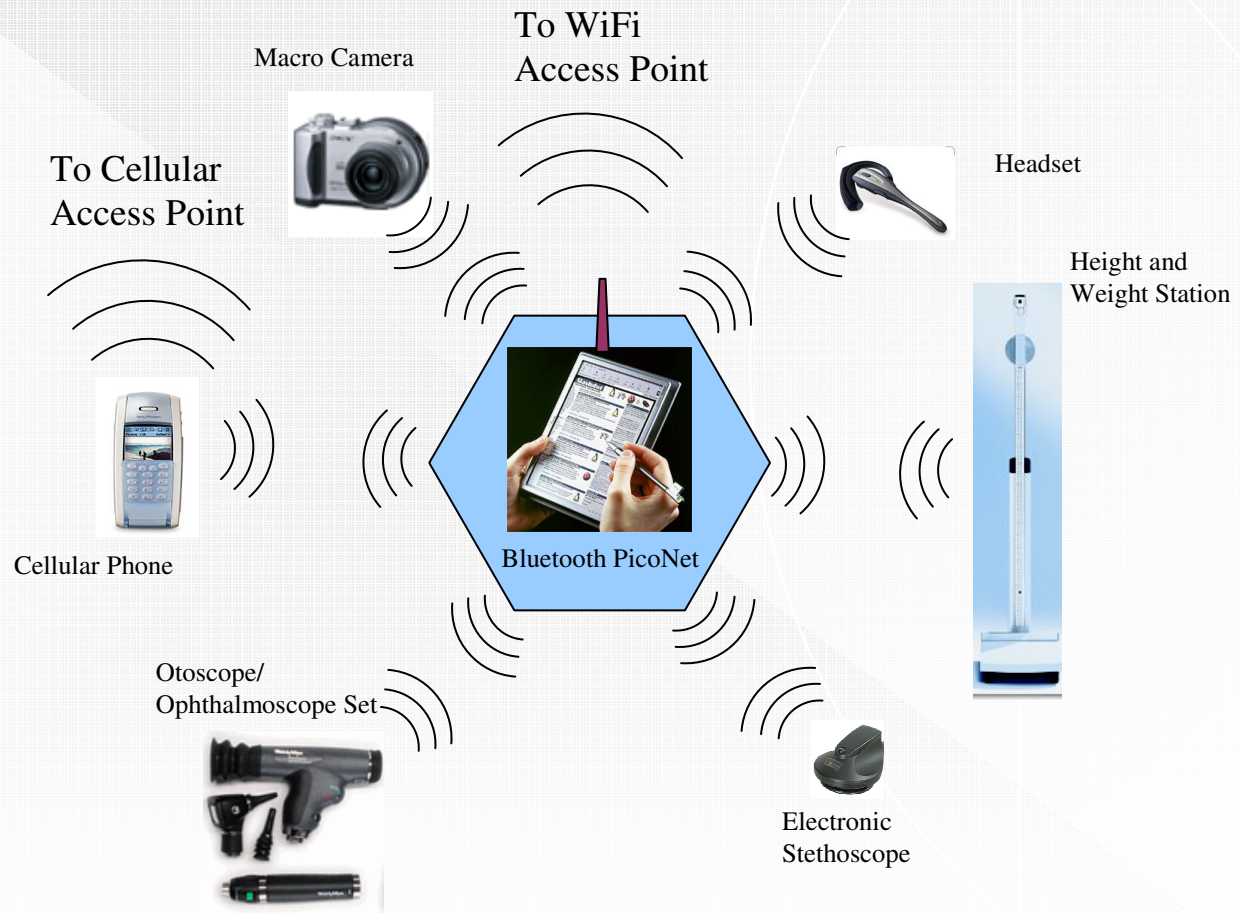 To WiFi
Access Point
Macro Camera
To Cellular
Access Point
Headset
Height and
Weight Station
Bluetooth PicoNet
Cellular Phone
Otoscope/
Ophthalmoscope Set
Electronic
Stethoscope